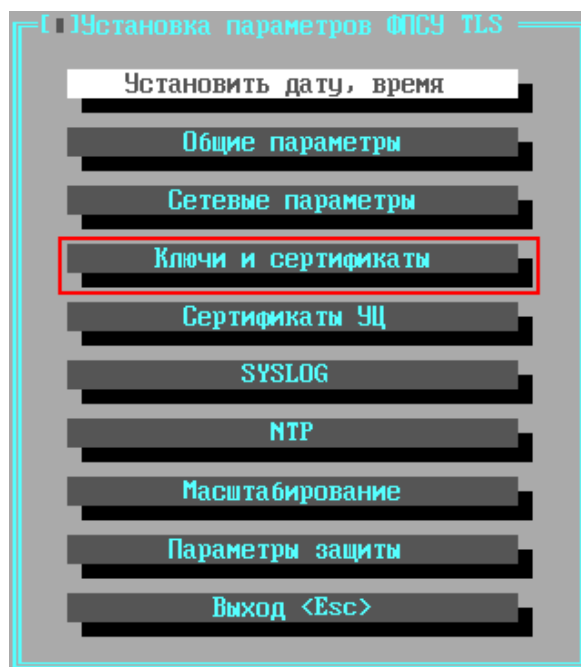 [▮]Установка параметров ФПСУ TLS
Установить дату, время
Общие параметры
Сетевые параметры
Ключи и сертификаты
Сертификаты УЦ
SYSLOG
NTP
Масштабирование
Параметры защиты
Выход <Esc>